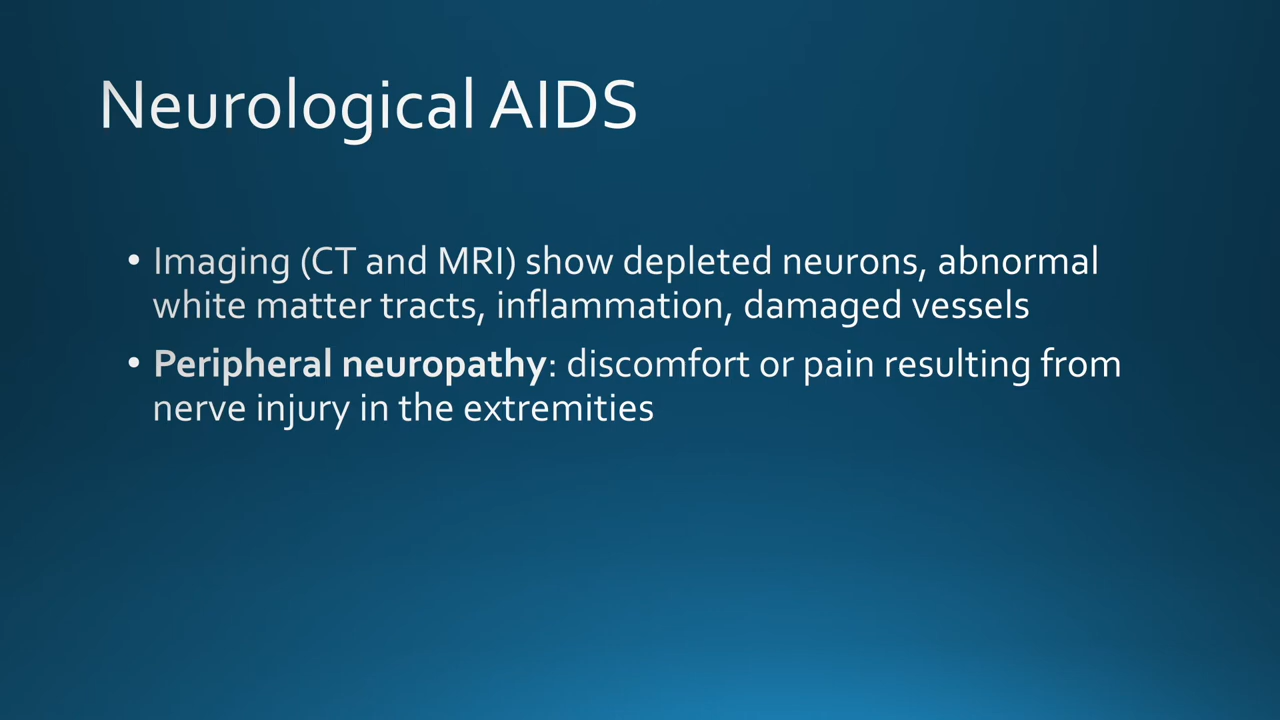 Neurological AIDS
• Imaging (CT and MRI) show depleted neurons, abnormal
white matter tracts, inflammation, damaged vessels
• Peripheral neuropathy: discomfort or pain resulting from
nerve injury in the extremities